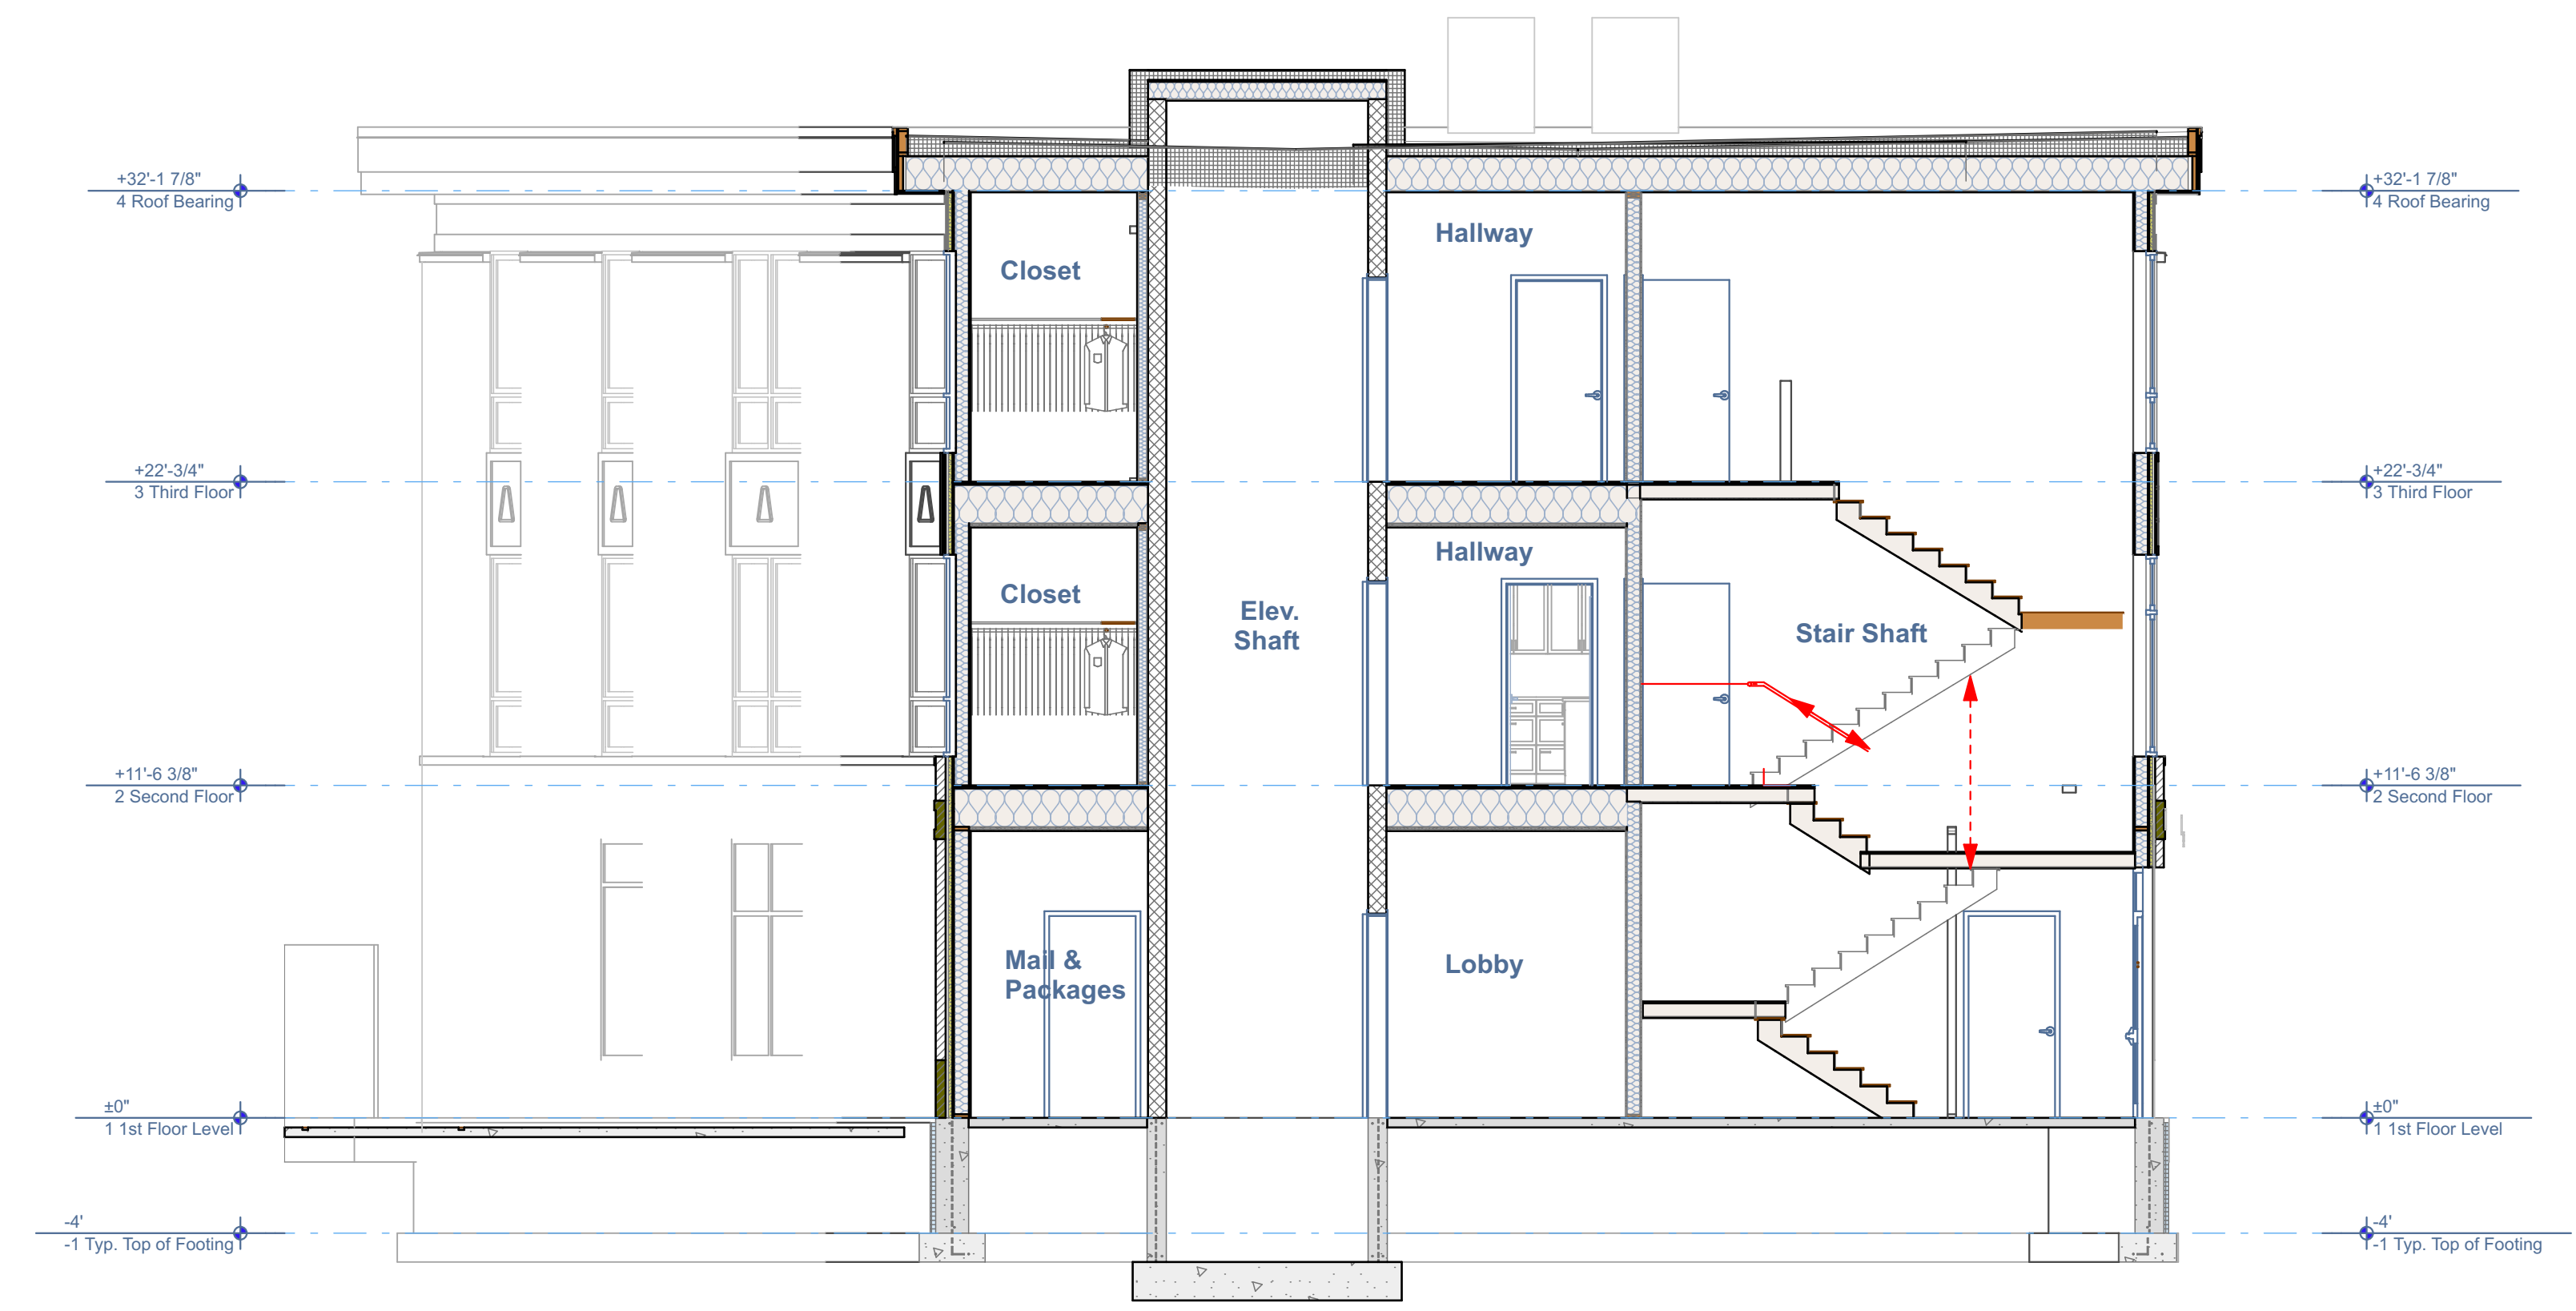 +32'-1 7/8"
4 Roof Bearing
+32'-1 7/8"
4 Roof Bearing
Hallway
Closet
+22'-3/4"
3 Third Floor
+22'-3/4"
3 Third Floor
Hallway
Closet
Elev.
Shaft
Stair Shaft
+11'-6 3/8"
2 Second Floor
+11'-6 3/8"
2 Second Floor
Mail &
Packages
Lobby
±0"
1 1st Floor Level
±0"
1 1st Floor Level
-4'
-1 Typ. Top of Footing
-4'
-1 Typ. Top of Footing